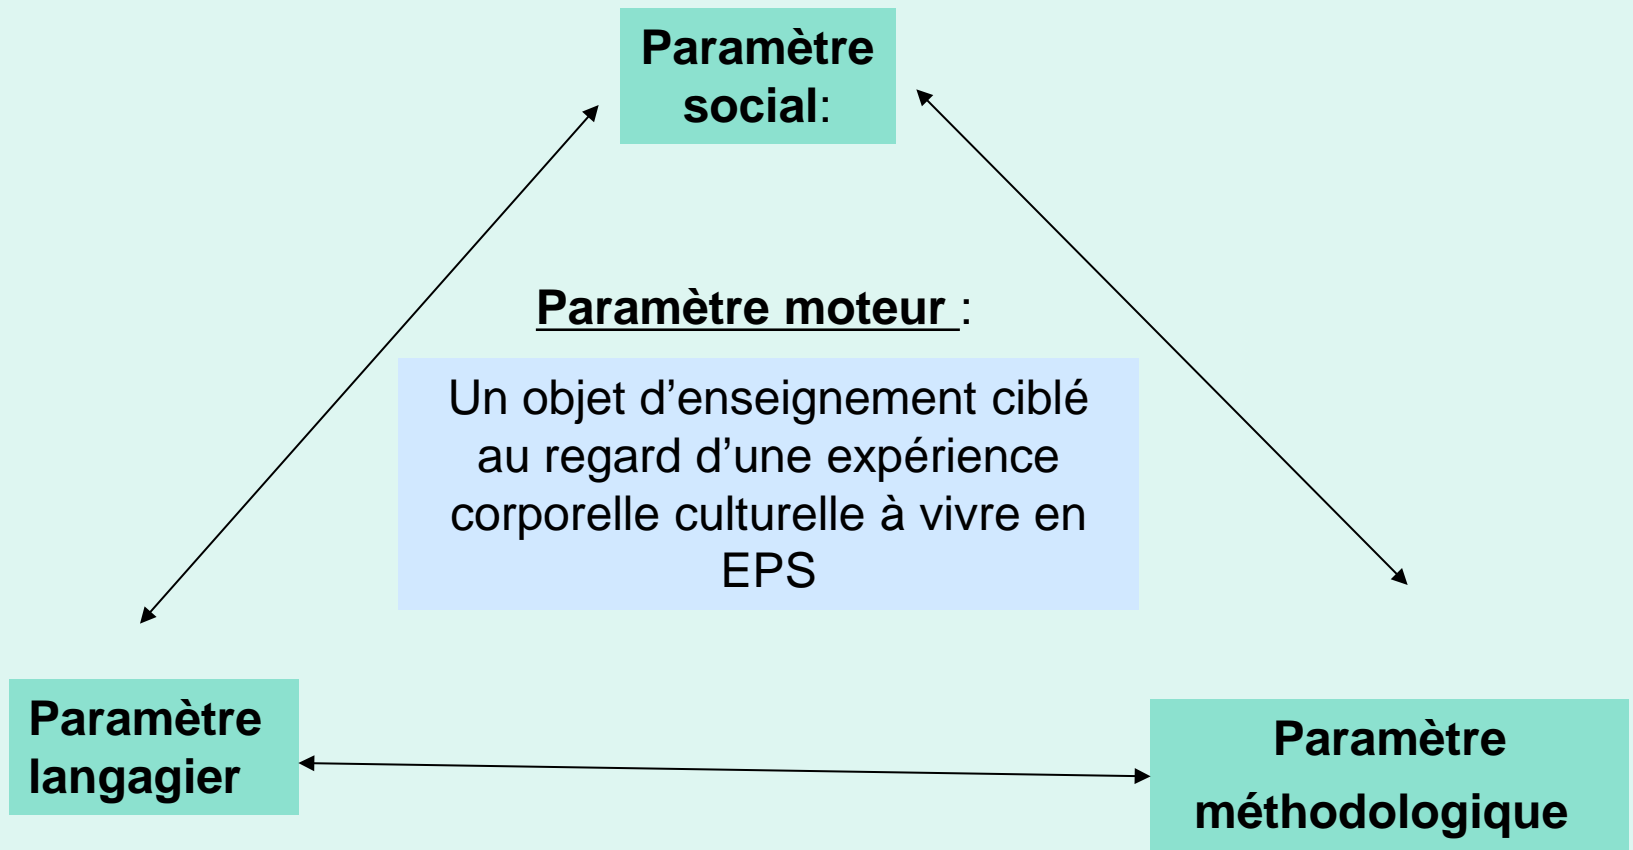 Paramètre
social:
Paramètre moteur :
Un objet d’enseignement ciblé
au regard d’une expérience
corporelle culturelle à vivre en
EPS
Paramètre
langagier
Paramètre
méthodologique